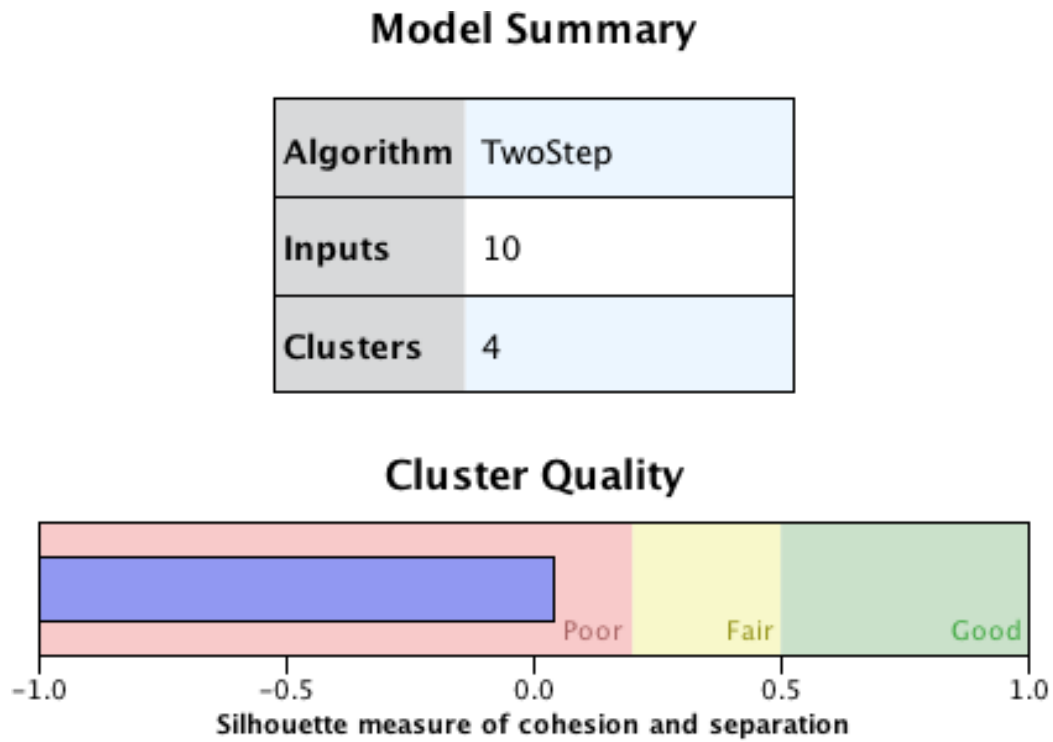 Model Summary
Algorithm TwoStep
Inputs 10
Clusters 4
Cluster Quality
Poor Fair Good
-1.0 -0.5 0.0 0.5 1.0
Silhouette measure of cohesion and separation